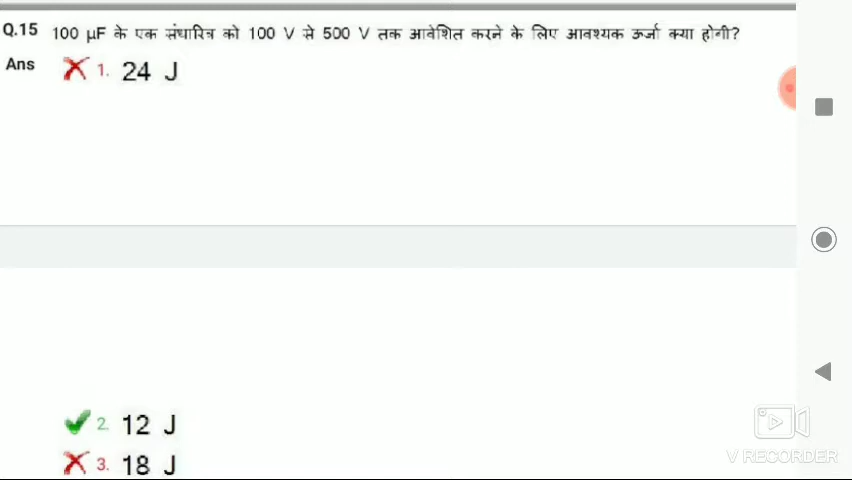 Q.15 100 µF के एक संधारित्र को 100 V से 500 V तक आवेशित करने के लिए आवश्यक ऊर्जा क्या होगी?
Ans 1. 24 J
2. 12 J
3. 18 J
V RECORDER